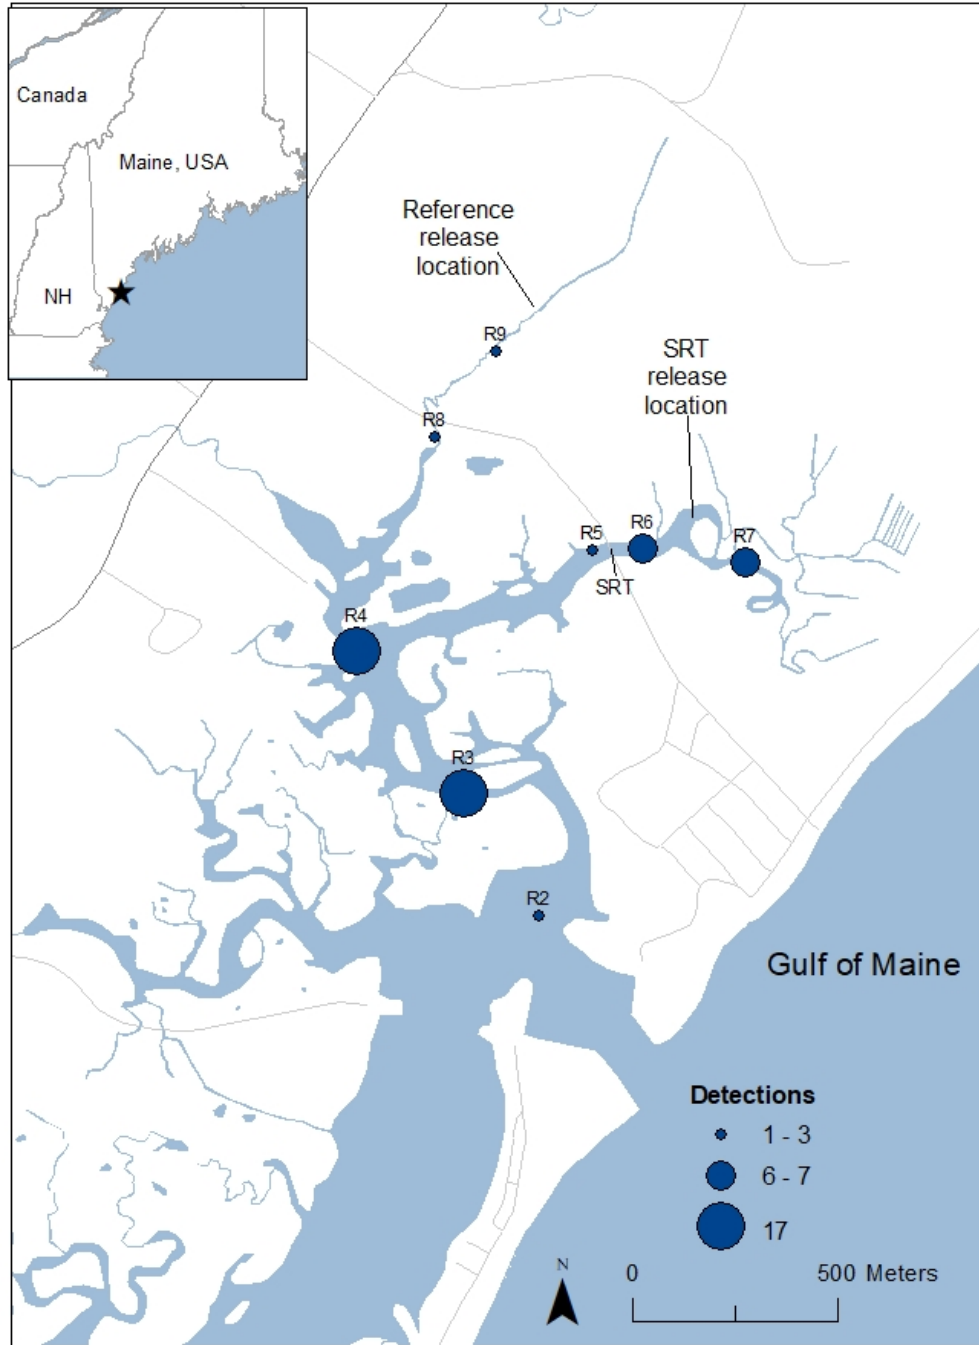 Canada
Maine, USA
NH
Reference
release
location
R9
SRT
release
location
R8
R5
R6
R7
SRT
R4
R3
R2
Gulf of Maine
Detections
1 - 3
6 - 7
17
N
0
500 Meters